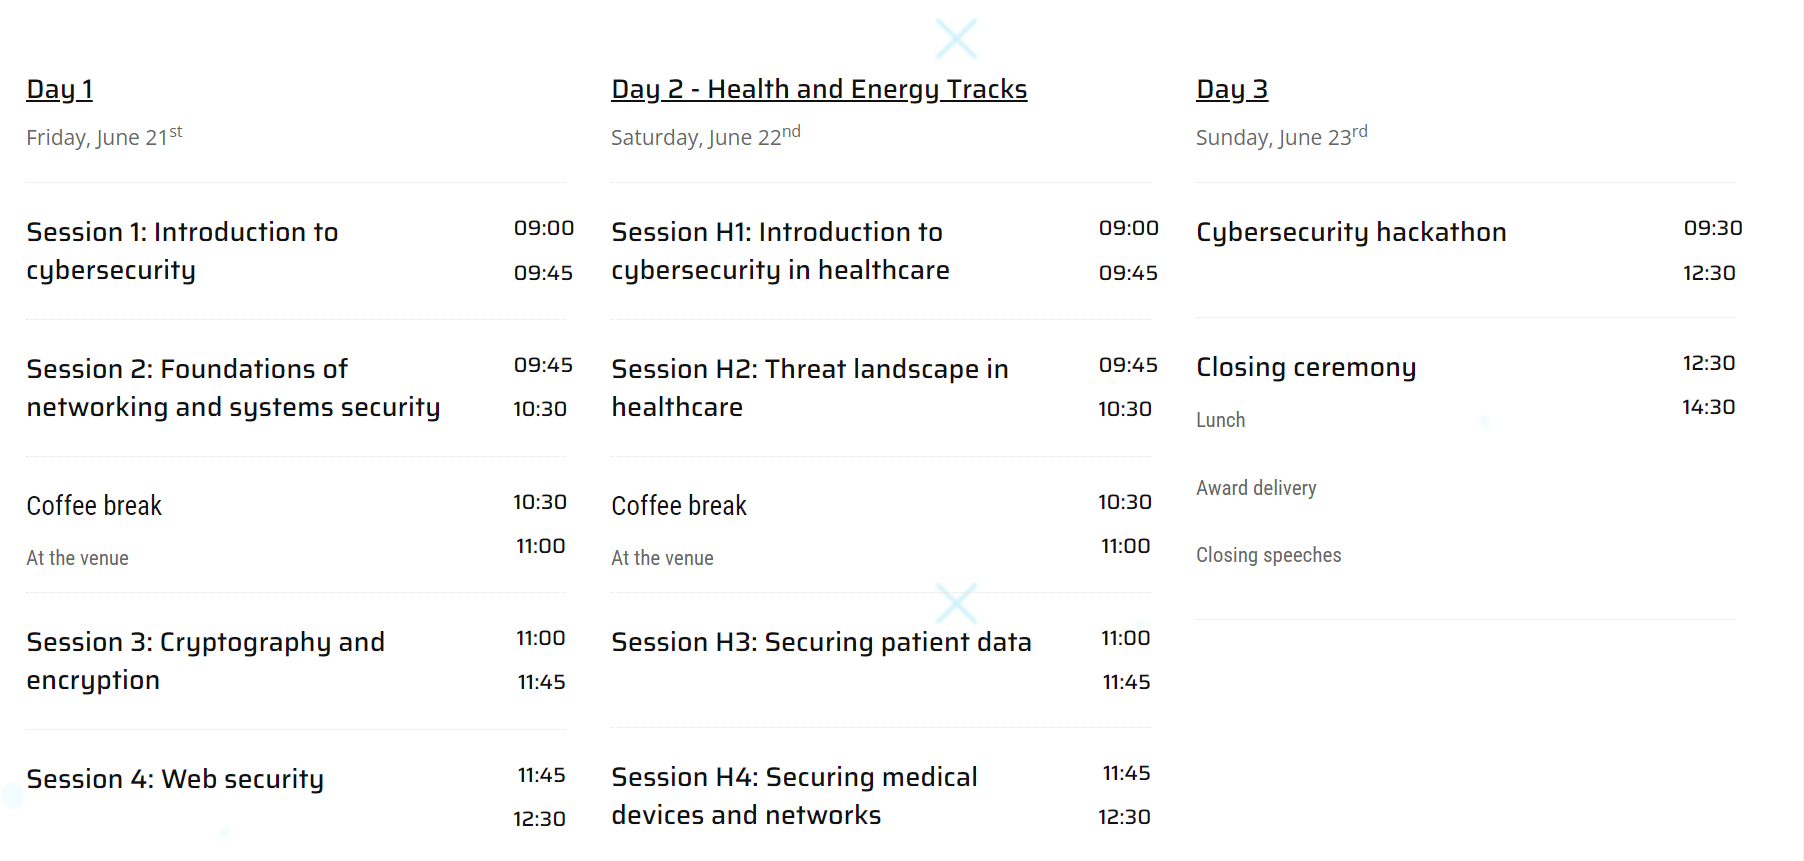 Day 1
Friday, June 21st
Session 1: Introduction to
cybersecurity
09:00
09:45
Session 2: Foundations of
networking and systems security
09:45
10:30
Coffee break
At the venue
10:30
11:00
Session 3: Cryptography and
encryption
11:00
11:45
Session 4: Web security
11:45
12:30
Day 2 - Health and Energy Tracks
Saturday, June 22nd
Session H1: Introduction to
cybersecurity in healthcare
09:00
09:45
Session H2: Threat landscape in
healthcare
09:45
10:30
Coffee break
At the venue
10:30
11:00
Session H3: Securing patient data
11:00
11:45
Session H4: Securing medical
devices and networks
11:45
12:30
Day 3
Sunday, June 23rd
Cybersecurity hackathon
09:30
12:30
Closing ceremony
12:30
14:30
Lunch
Award delivery
Closing speeches